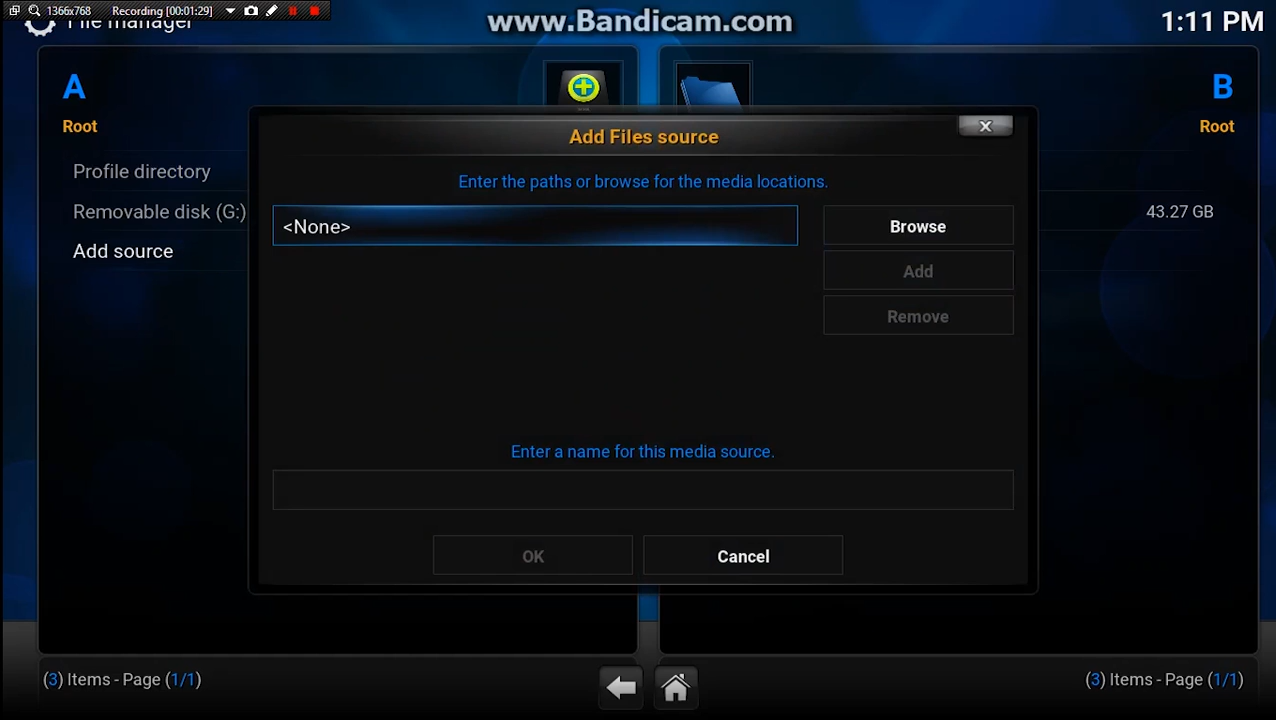 1366x768 Recording [00:01:29]
File manager
www.Bandicam.com
1:11 PM
A
B
Root
Root
Add Files source
Profile directory
Enter the paths or browse for the media locations.
Removable disk (G:)
43.27 GB
<None>
Browse
Add source
Add
Remove
Enter a name for this media source.
OK
Cancel
(3) Items - Page (1/1)
(3) Items - Page (1/1)